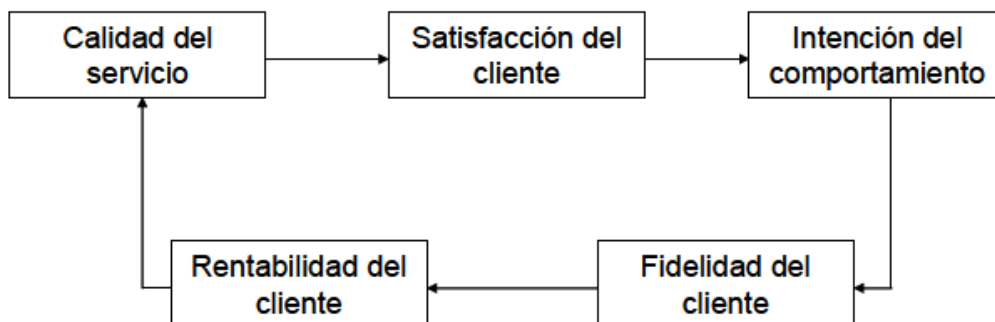 Calidad del
servicio
Satisfacción del
cliente
Intención del
comportamiento
Fidelidad del
cliente
Rentabilidad del
cliente